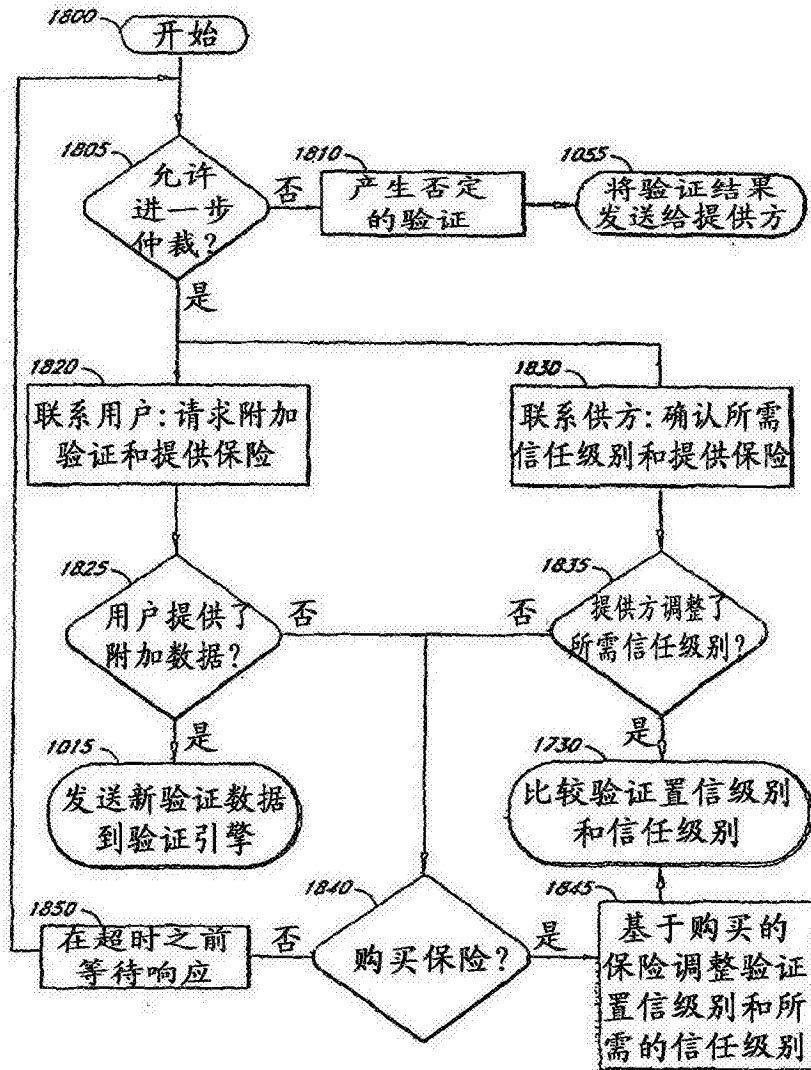 1800
开始
1805
允许
进一步
仲裁？
否
1810
产生否定
的验证
1055
将验证结果
发送给提供方
是
1820
联系用户：请求附加
验证和提供保险
1830
联系供方：确认所需
信任级别和提供保险
1825
用户提供了
附加数据？
否
否
1835
提供方调整了
所需信任级别？
是
是
1015
发送新验证数据
到验证引擎
1730
比较验证置信级别
和信任级别
1840
购买保险？
否
是
1850
在超时之前
等待响应
1845
基于购买的
保险调整验证
置信级别和所
需的信任级别